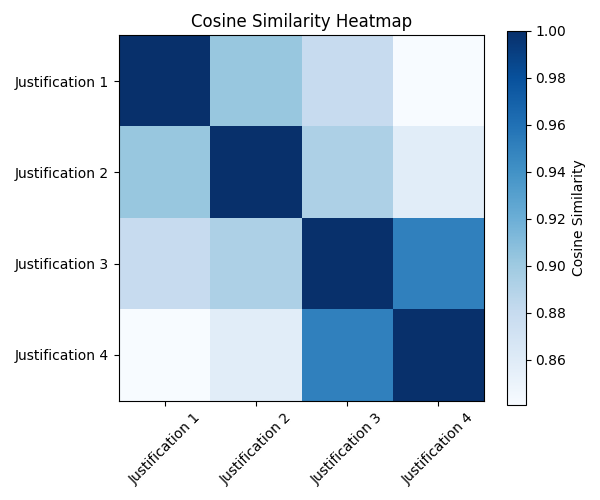 Cosine Similarity Heatmap
Justification 1
Justification 2
Justification 3
Justification 4
Justification 1
Justification 2
Justification 3
Justification 4
1.00
0.98
0.96
0.94
0.92
0.90
0.88
0.86
Cosine Similarity